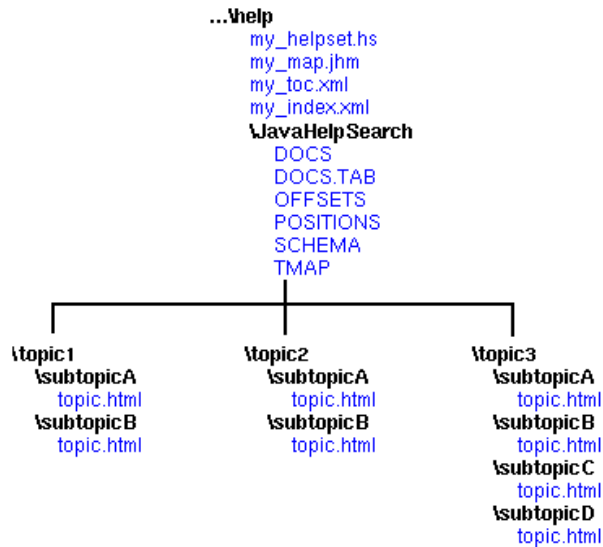 ...\help
my_helpset.hs
my_map.jhm
my_toc.xml
my_index.xml
\JavaHelpSearch
DOCS
DOCS.TAB
OFFSETS
POSITIONS
SCHEMA
TMAP
\topic1
\subtopicA
topic.html
\subtopicB
topic.html
\topic2
\subtopicA
topic.html
\subtopicB
topic.html
\topic3
\subtopicA
topic.html
\subtopicB
topic.html
\subtopicC
topic.html
\subtopicD
topic.html